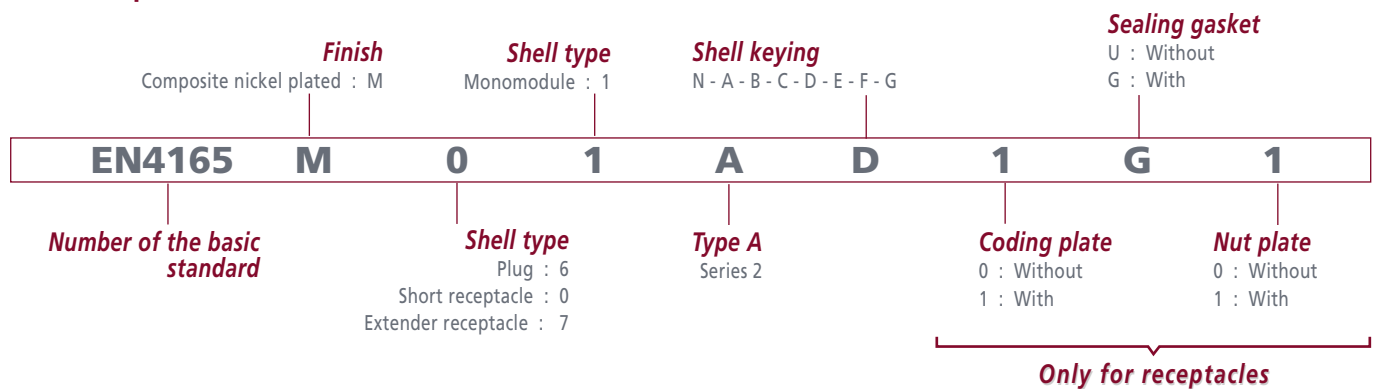 Finish
Composite nickel plated : M
Shell type
Monomodule : 1
Shell keying
N - A - B - C - D - E - F - G
Sealing gasket
U : Without
G : With
EN4165 M 0 1 A D 1 G 1
Number of the basic
standard
Shell type
Plug : 6
Short receptacle : 0
Extender receptacle : 7
Type A
Series 2
Coding plate
0 : Without
1 : With
Nut plate
0 : Without
1 : With
Only for receptacles